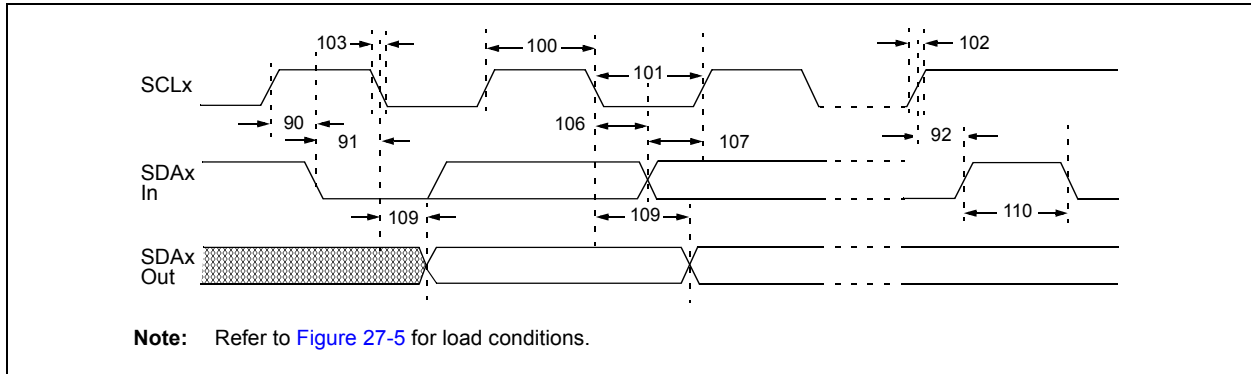 103
100
101
102
SCLx
90
91
106
107
92
SDAx
In
109
109
110
SDAx
Out
Note: Refer to Figure 27-5 for load conditions.